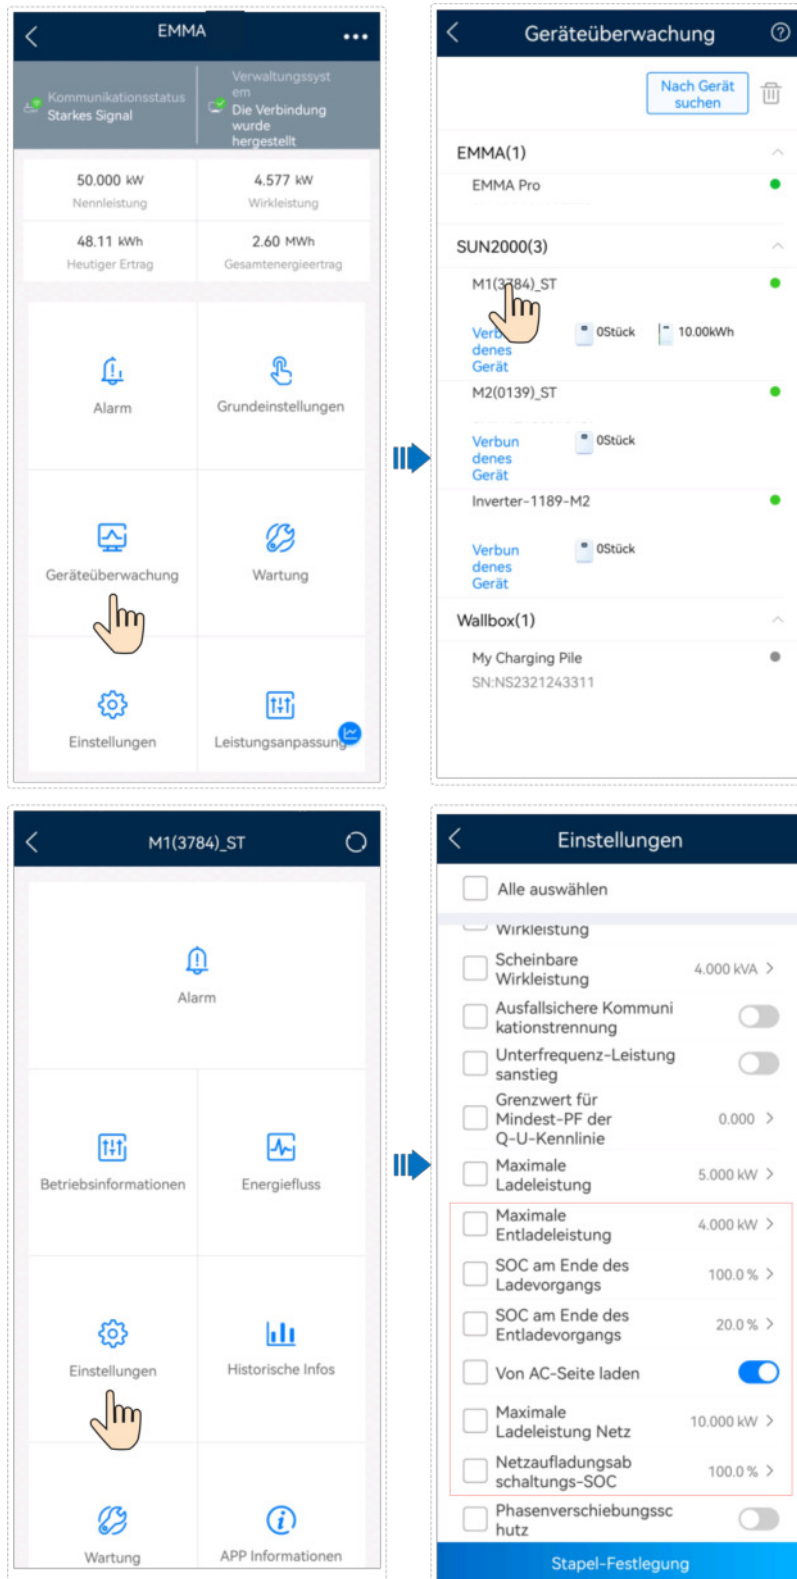 EMMA
Kommunikationsstatus
Starkes Signal
Verwaltungssyst
em
Die Verbindung
wurde
hergestellt
50.000 kW
Nennleistung
4.577 kW
Wirkleistung
48.11 kWh
Heutiger Ertrag
2.60 MWh
Gesamtenergieertrag
Alarm
Grundeinstellungen
Geräteüberwachung
Wartung
Einstellungen
Leistungsanpassung
Geräteüberwachung
Nach Gerät
suchen
EMMA(1)
EMMA Pro
SUN2000(3)
M1(3784)_ST
Verbun
denes
Gerät
0Stück
10.00kWh
M2(0139)_ST
Verbun
denes
Gerät
0Stück
Inverter-1189-M2
Verbun
denes
Gerät
0Stück
Wallbox(1)
My Charging Pile
SN:NS2321243311
M1(3784)_ST
Alarm
Betriebsinformationen
Energiefluss
Einstellungen
Historische Infos
Wartung
APP Informationen
Einstellungen
Alle auswählen
Wirkleistung
Scheinbare
Wirkleistung
4.000 kVA
Ausfallsichere Kommuni
kationstrennung
Unterfrequenz-Leistung
sanstieg
Grenzwert für
Mindest-PF der
Q-U-Kennlinie
0.000
Maximale
Ladeleistung
5.000 kW
Maximale
Entladeleistung
4.000 kW
SOC am Ende des
Ladevorgangs
100.0 %
SOC am Ende des
Entladevorgangs
20.0 %
Von AC-Seite laden
Maximale
Ladeleistung Netz
10.000 kW
Netzaufladungsab
schaltungs-SOC
100.0 %
Phasenverschiebungssc
hutz
Stapel-Festlegung